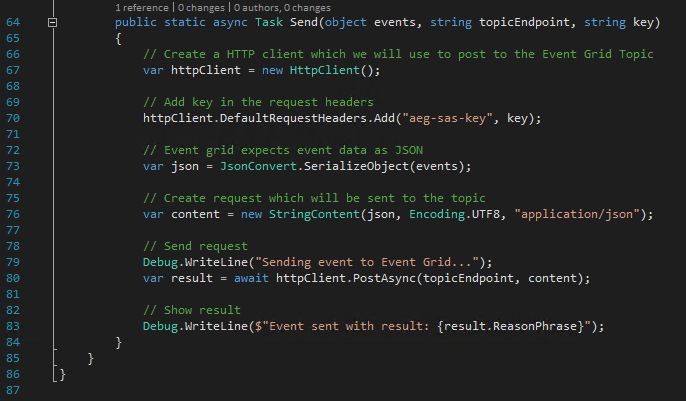 1 reference | 0 changes | 0 authors, 0 changes
64 public static async Task Send(object events, string topicEndpoint, string key)
65 {
66 // Create a HTTP client which we will use to post to the Event Grid Topic
67 var httpClient = new HttpClient();
68
69 // Add key in the request headers
70 httpClient.DefaultRequestHeaders.Add("aeg-sas-key", key);
71
72 // Event grid expects event data as JSON
73 var json = JsonConvert.SerializeObject(events);
74
75 // Create request which will be sent to the topic
76 var content = new StringContent(json, Encoding.UTF8, "application/json");
77
78 // Send request
79 Debug.WriteLine("Sending event to Event Grid...");
80 var result = await httpClient.PostAsync(topicEndpoint, content);
81
82 // Show result
83 Debug.WriteLine($"Event sent with result: {result.ReasonPhrase}");
84 }
85 }
86 }
87